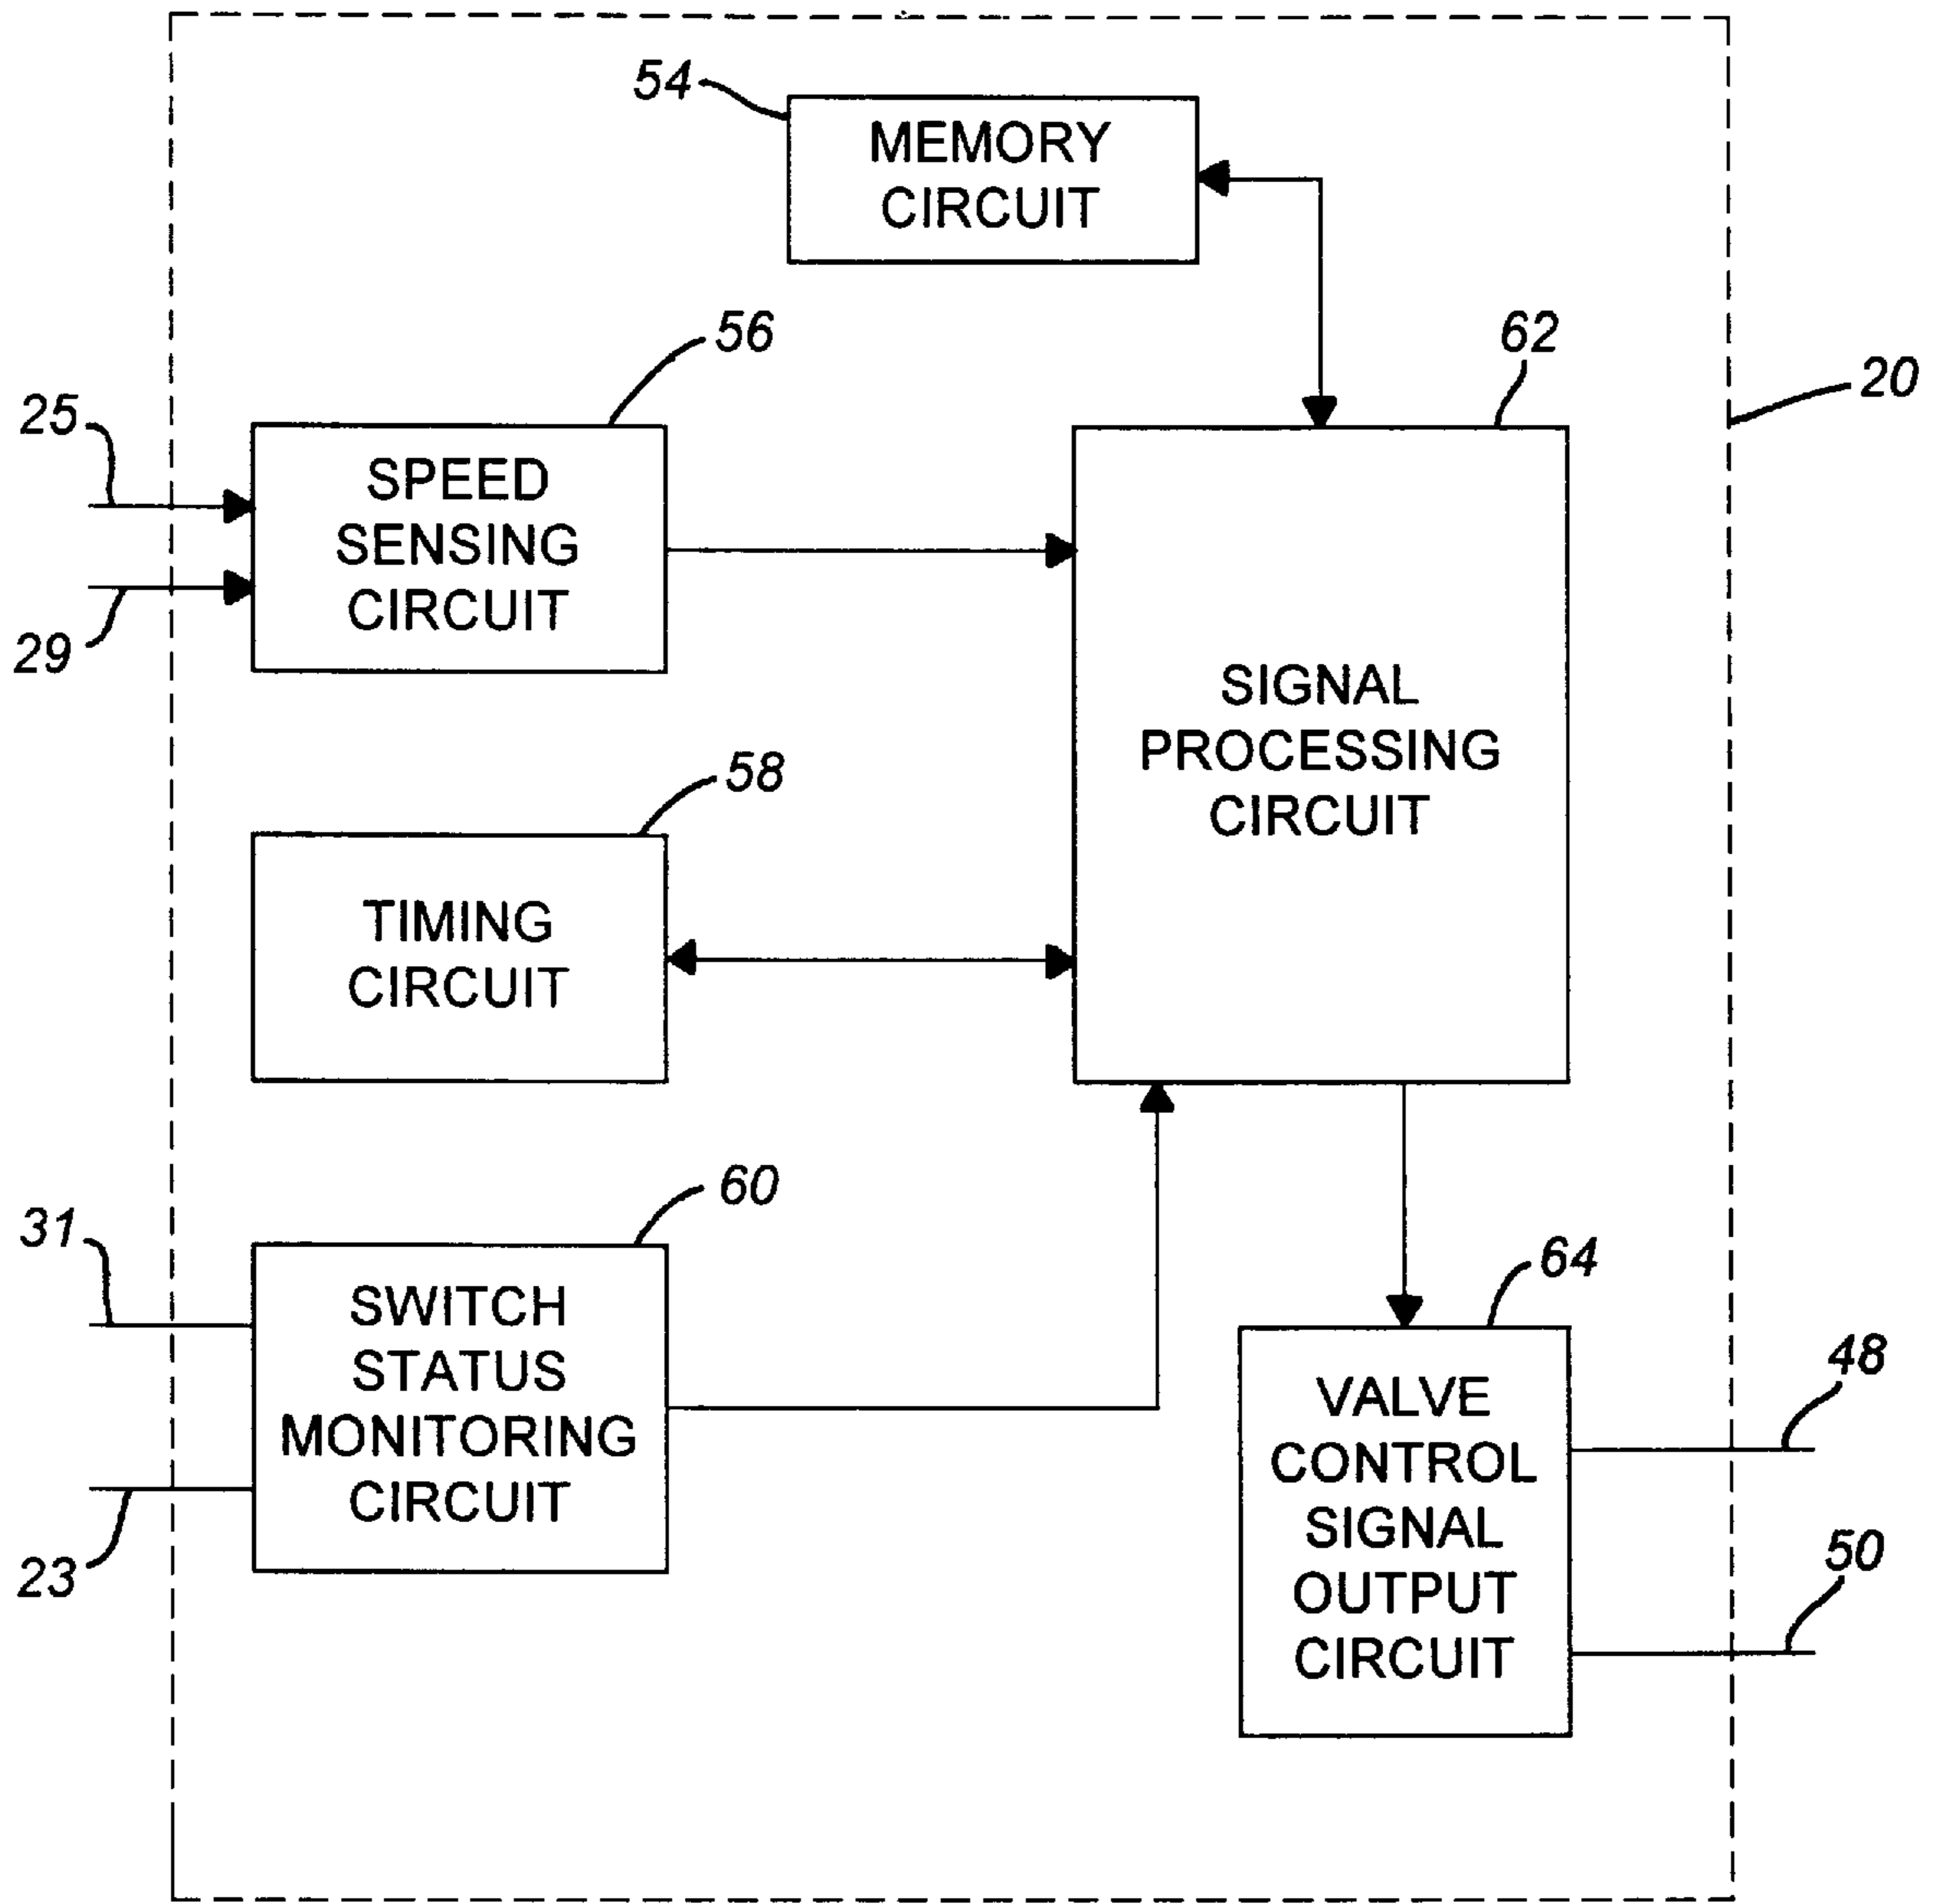 54
MEMORY
CIRCUIT
56
62
20
25
SPEED
SENSING
CIRCUIT
29
SIGNAL
PROCESSING
CIRCUIT
58
TIMING
CIRCUIT
60
31
SWITCH
STATUS
MONITORING
CIRCUIT
23
64
VALVE
CONTROL
SIGNAL
OUTPUT
CIRCUIT
48
50